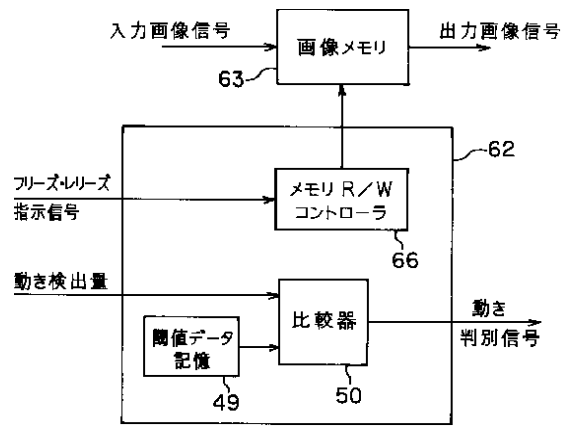 入力画像信号
画像メモリ
出力画像信号
63
62
フリーズ・レリーズ
指示信号
メモリ R/W
コントローラ
66
動き検出量
比較器
動き
判別信号
閾値データ
記憶
49
50